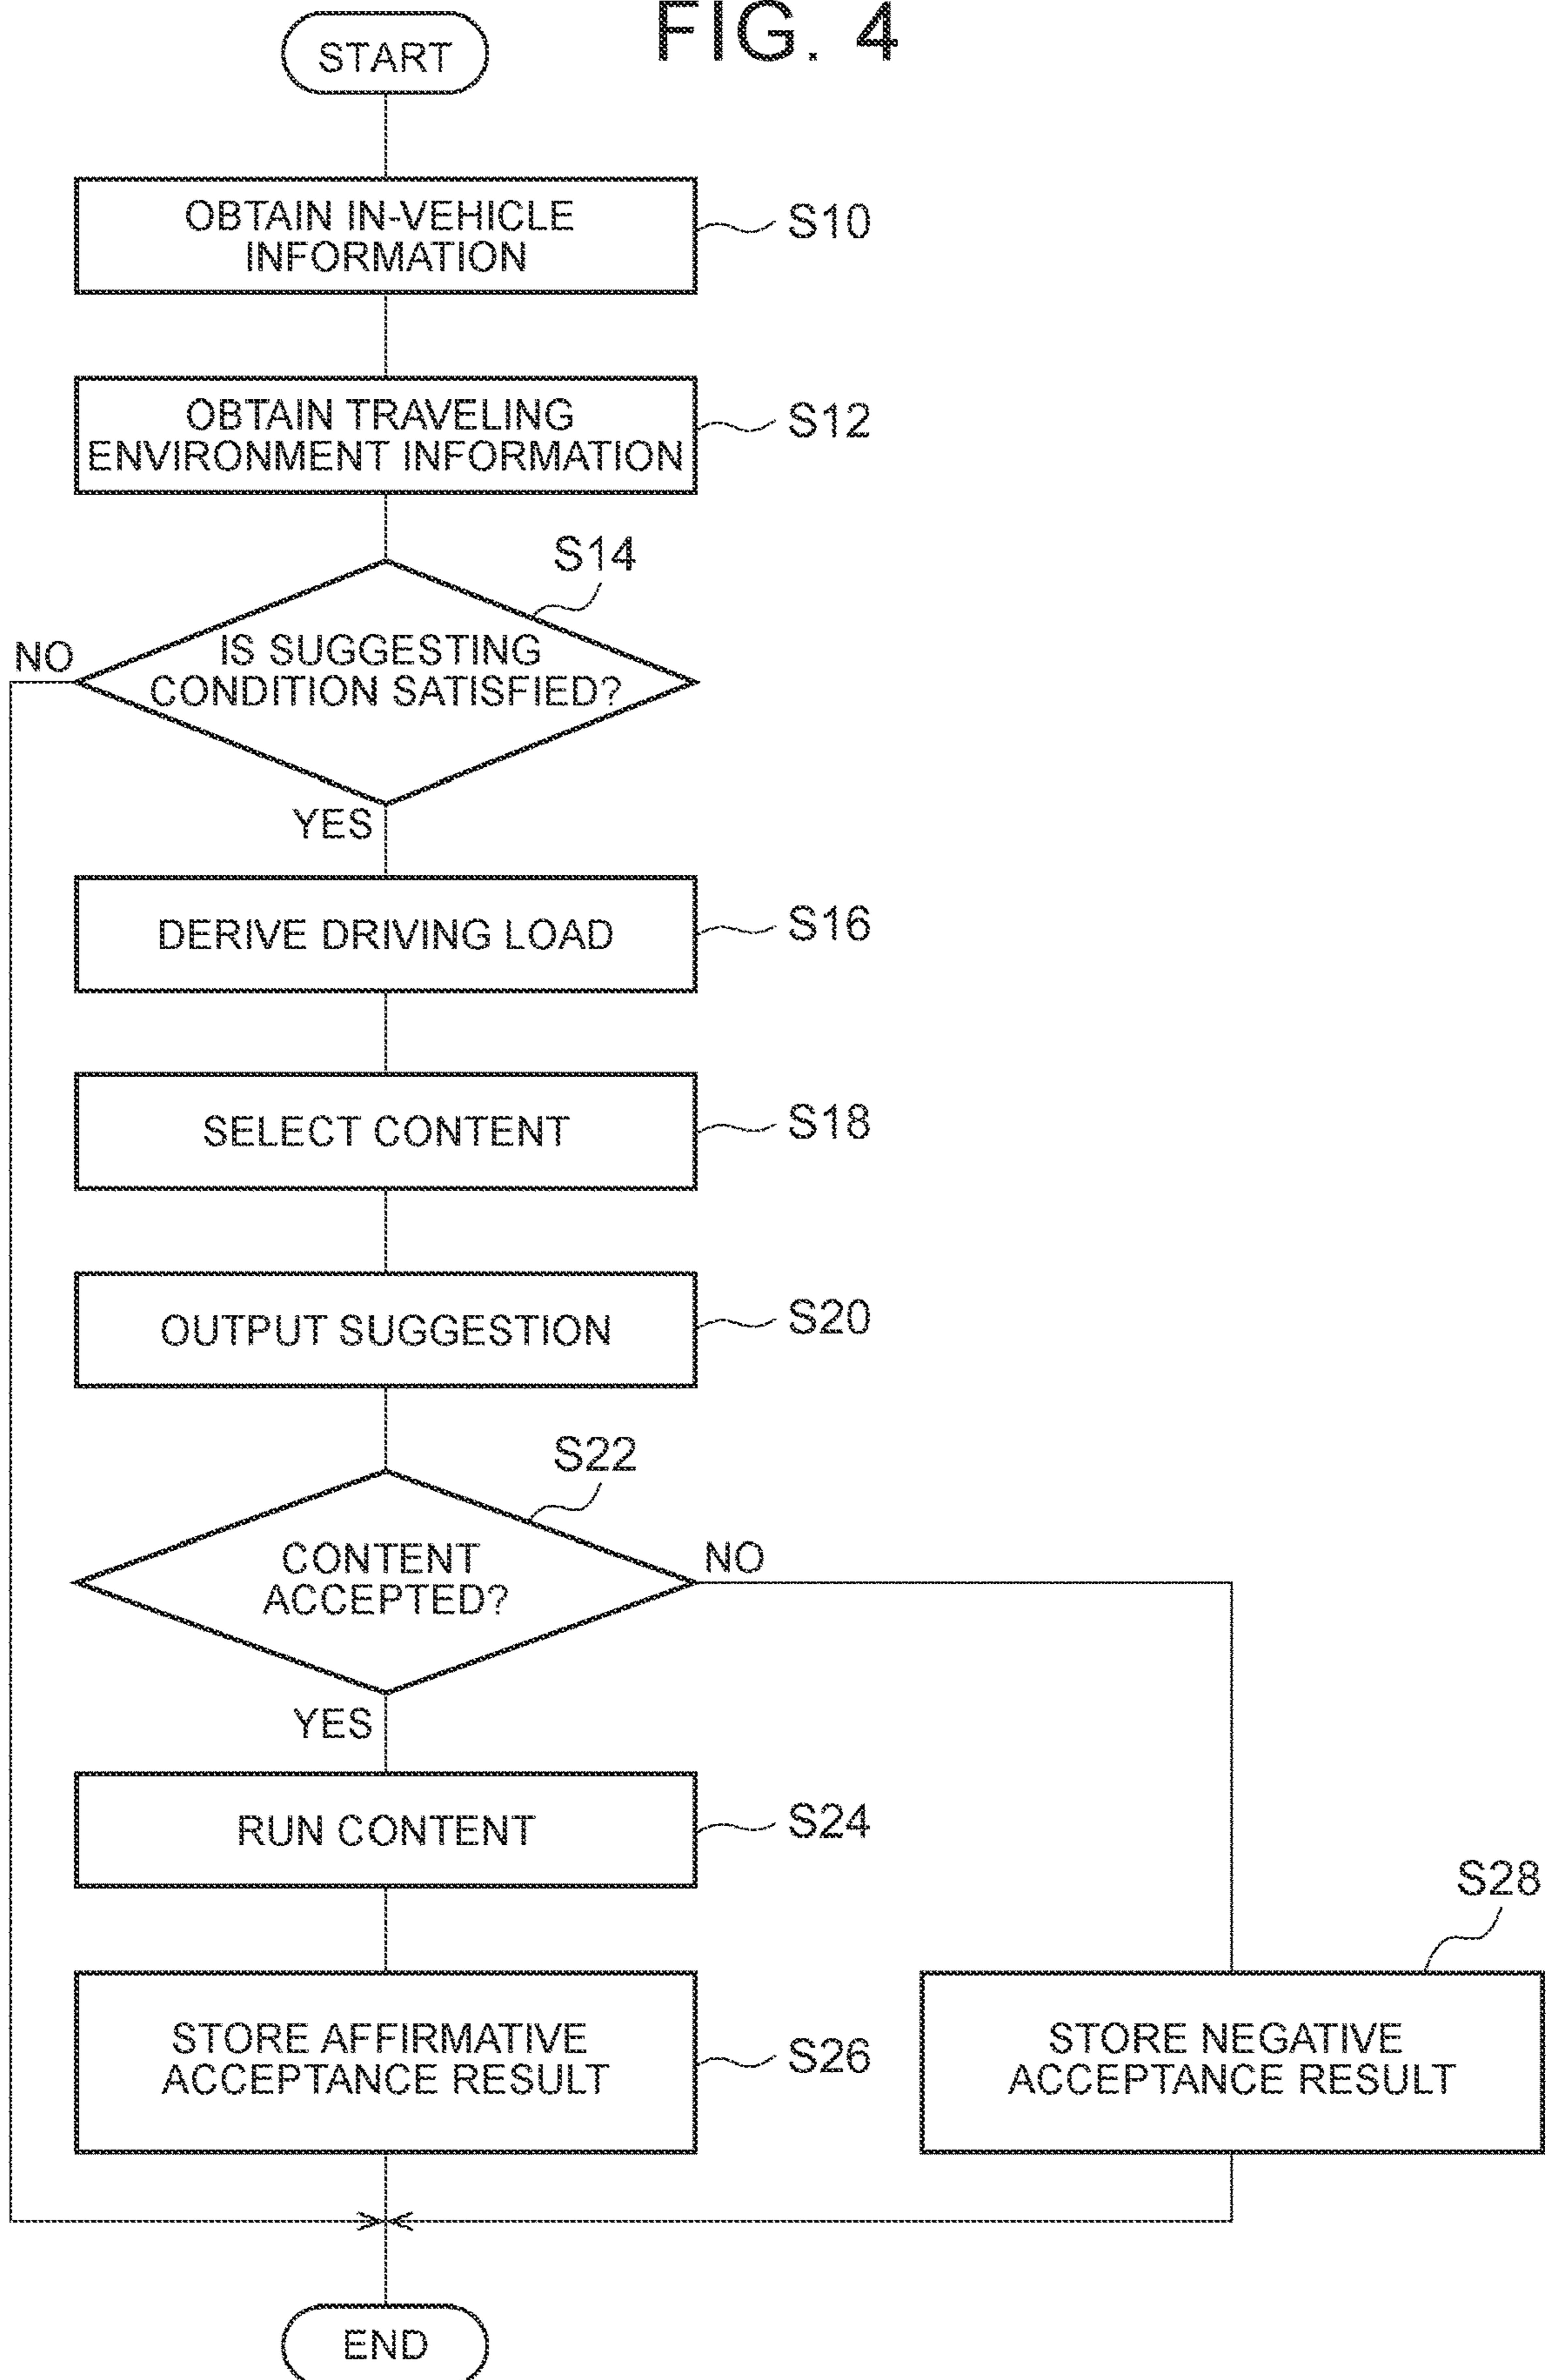 FIG. 4
START
OBTAIN IN-VEHICLE
INFORMATION
S10
OBTAIN TRAVELING
ENVIRONMENT INFORMATION
S12
S14
NO
IS SUGGESTING
CONDITION SATISFIED?
YES
DERIVE DRIVING LOAD
S16
SELECT CONTENT
S18
OUTPUT SUGGESTION
S20
S22
CONTENT
ACCEPTED?
NO
YES
RUN CONTENT
S24
S28
STORE AFFIRMATIVE
ACCEPTANCE RESULT
S26
STORE NEGATIVE
ACCEPTANCE RESULT
END